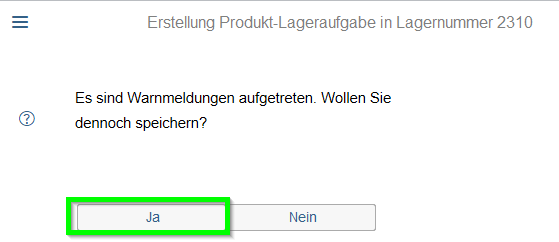 Erstellung Produkt-Lageraufgabe in Lagernummer 2310
Es sind Warnmeldungen aufgetreten. Wollen Sie
dennoch speichern?
Ja
Nein